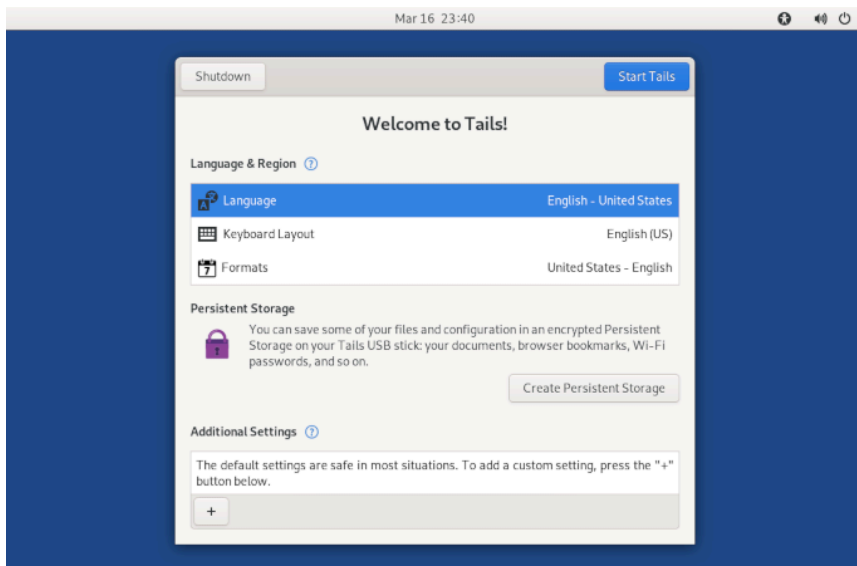 Mar 16 23:40
Shutdown
Start Tails
Welcome to Tails!
Language & Region ?
Language English - United States
Keyboard Layout English (US)
7 Formats United States - English
Persistent Storage
You can save some of your files and configuration in an encrypted Persistent
Storage on your Tails USB stick: your documents, browser bookmarks, Wi-Fi
passwords, and so on.
Create Persistent Storage
Additional Settings ?
The default settings are safe in most situations. To add a custom setting, press the "+"
button below.
+